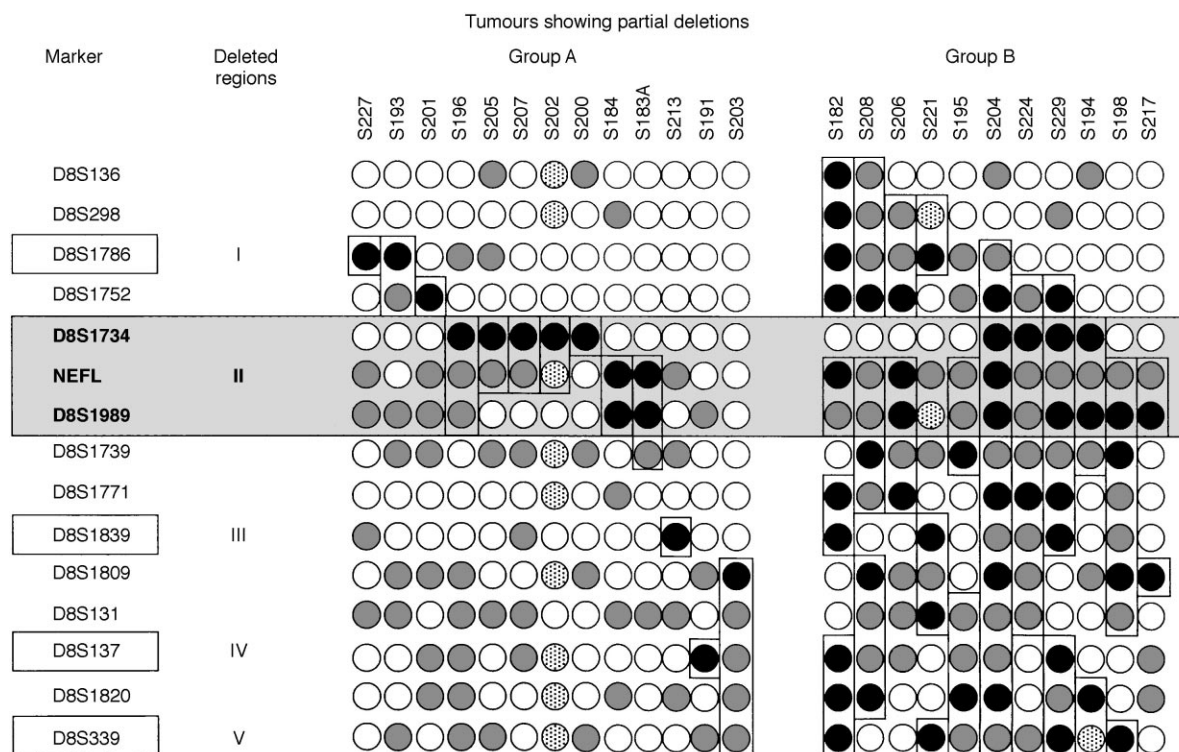 Tumours showing partial deletions
Marker Deleted regions Group A Group B
S227 S193 S201 S196 S205 S207 S202 S200 S184 S183A S213 S191 S203 S182 S208 S206 S221 S195 S204 S224 S229 S194 S198 S217
D8S136
D8S298
D8S1786 I
D8S1752
D8S1734
NEFL II
D8S1989
D8S1739
D8S1771
D8S1839 III
D8S1809
D8S131
D8S137 IV
D8S1820
D8S339 V